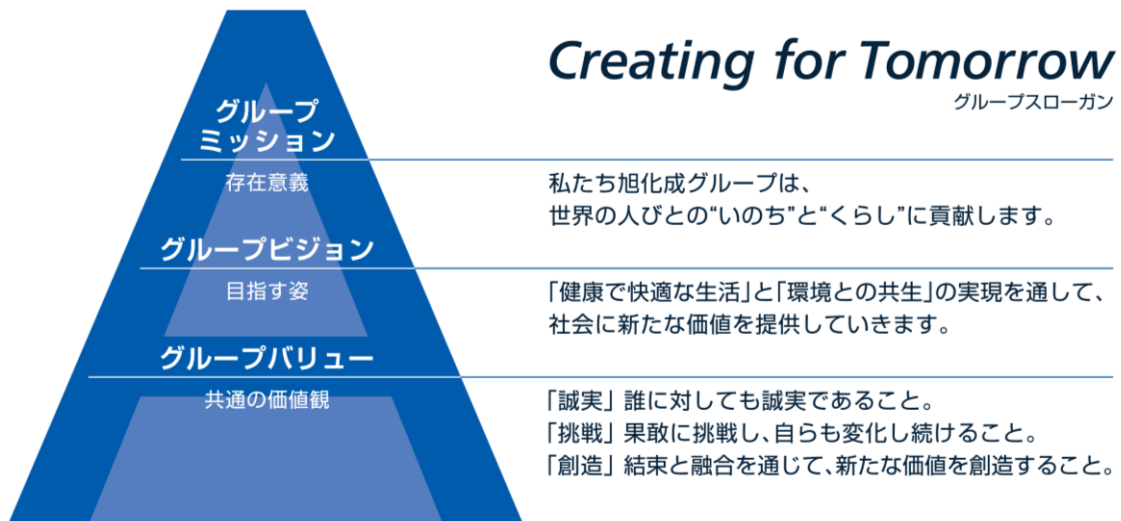 Creating for Tomorrow
グループスローガン
グループ
ミッション
存在意義
私たち旭化成グループは、
世界の人びとの“いのち”と“くらし”に貢献します。
グループビジョン
目指す姿
「健康で快適な生活」と「環境との共生」の実現を通して、
社会に新たな価値を提供していきます。
グループバリュー
共通の価値観
「誠実」誰に対しても誠実であること。
「挑戦」果敢に挑戦し、自らも変化し続けること。
「創造」結束と融合を通じて、新たな価値を創造すること。